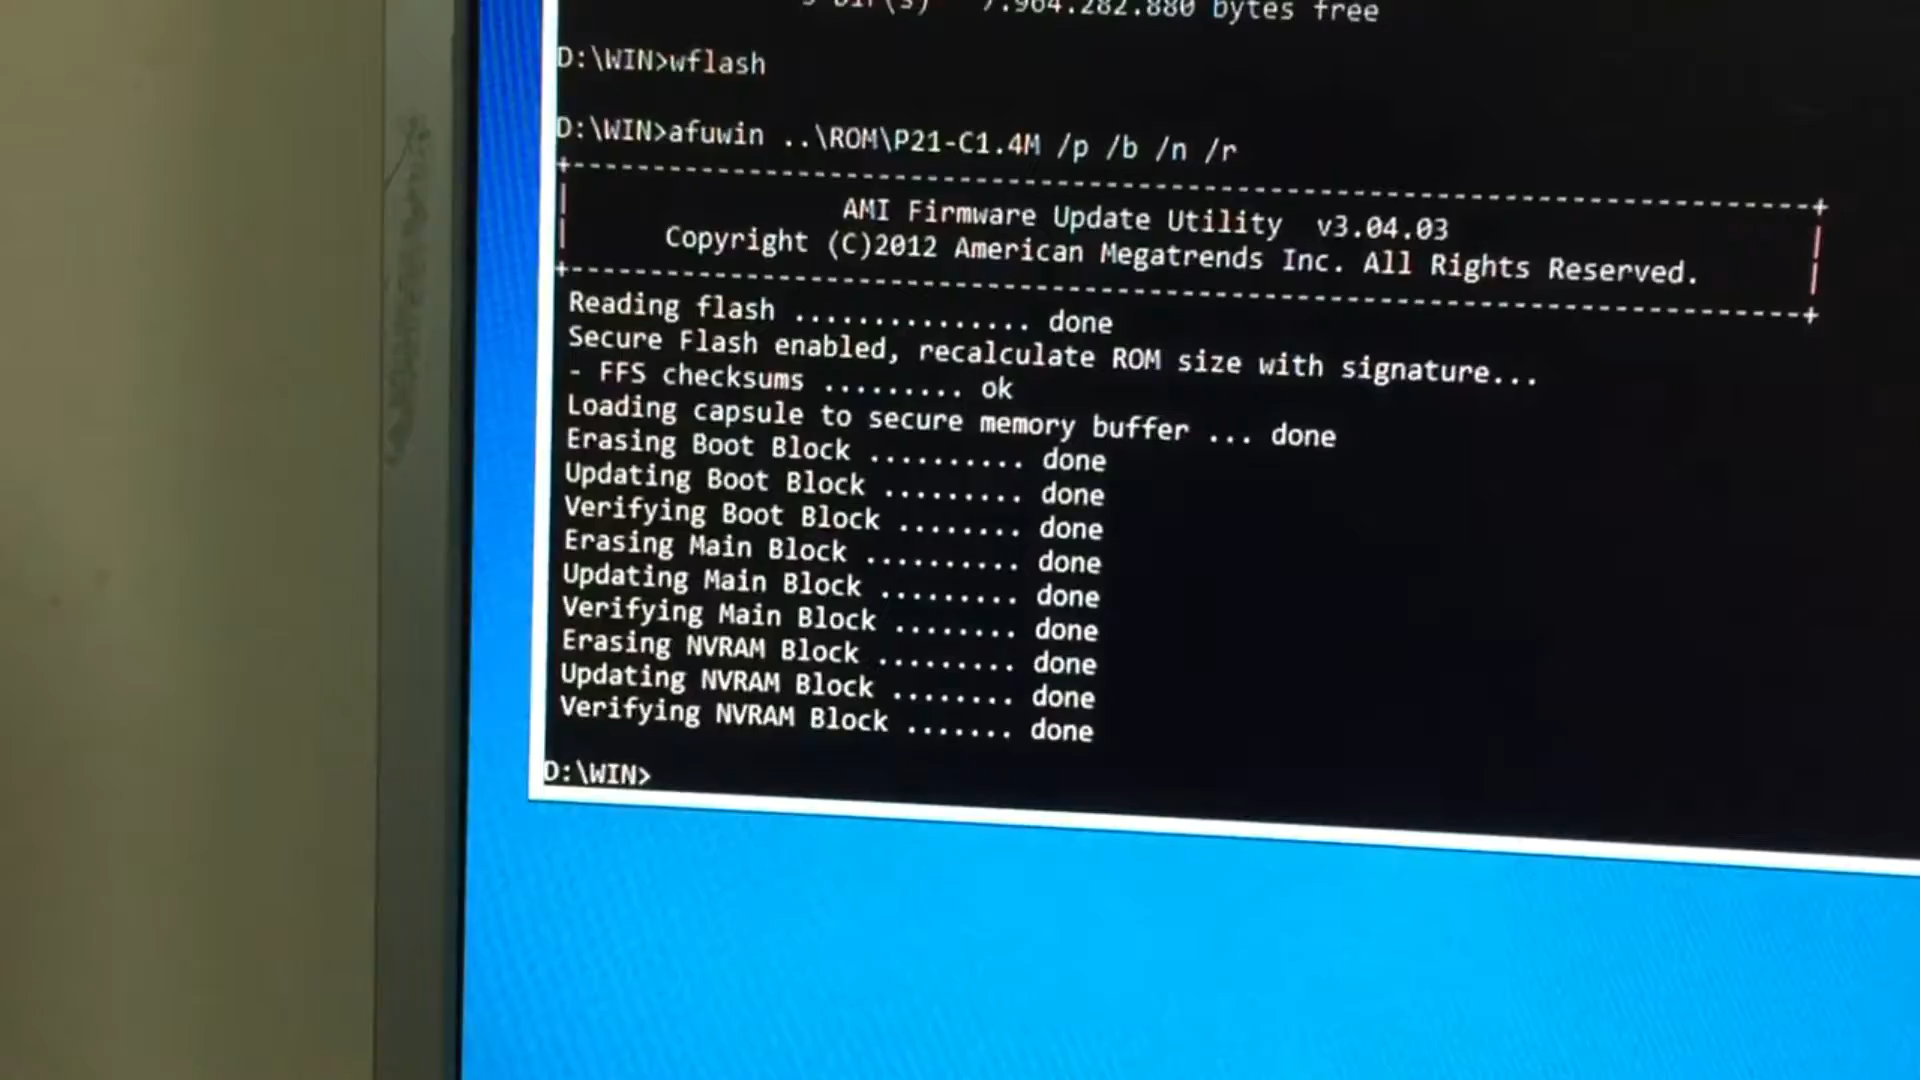 7.964.282.880 bytes free
D:\WIN>wflash
D:\WIN>afuwin ..\ROM\P21-C1.4M /p /b /n /r
+---------------------------------------------------------------------------+
| AMI Firmware Update Utility v3.04.03 |
| Copyright (C)2012 American Megatrends Inc. All Rights Reserved. |
+---------------------------------------------------------------------------+
Reading flash ............... done
Secure Flash enabled, recalculate ROM size with signature...
- FFS checksums ......... ok
Loading capsule to secure memory buffer ... done
Erasing Boot Block .......... done
Updating Boot Block ......... done
Verifying Boot Block ........ done
Erasing Main Block .......... done
Updating Main Block ......... done
Verifying Main Block ........ done
Erasing NVRAM Block ......... done
Updating NVRAM Block ........ done
Verifying NVRAM Block ....... done
D:\WIN>